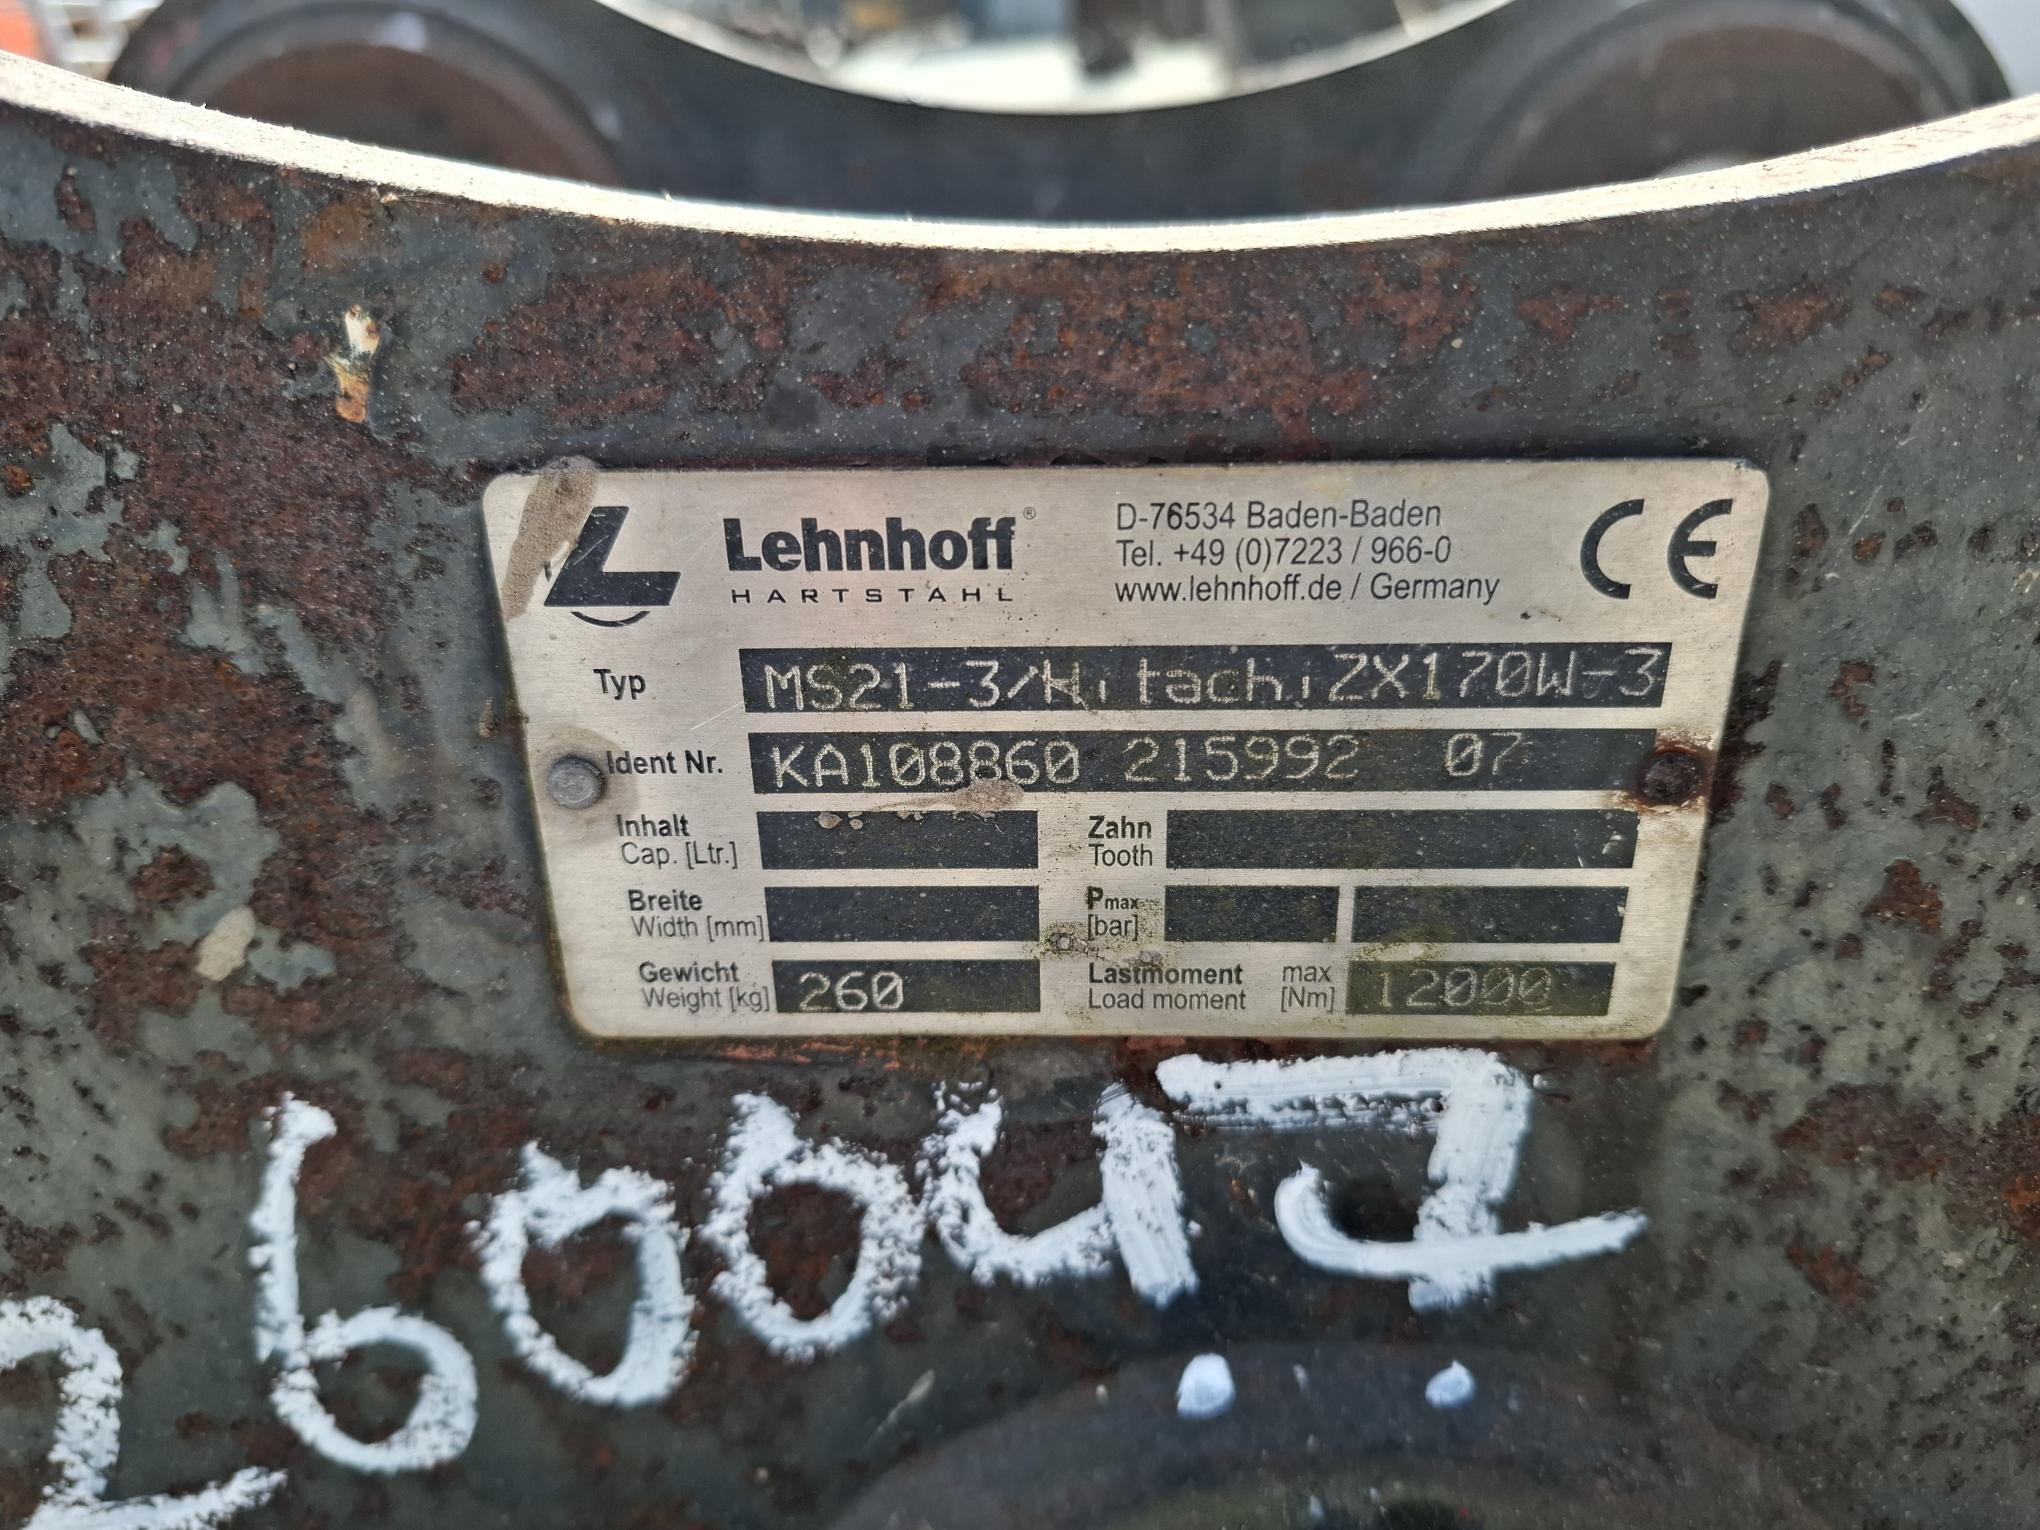 Lehnhoff®
HARTSTAHL
D-76534 Baden-Baden
Tel. +49 (0)7223 / 966-0
www.lehnhoff.de / Germany
CE
Typ MS21-3/Hitachi ZX170W-3
Ident Nr. KA108860 215992 07
Inhalt
Cap. [Ltr.]
Zahn
Tooth
Breite
Width [mm]
Pmax
[bar]
Gewicht
Weight [kg]
260
Lastmoment max
Load moment [Nm]
12000